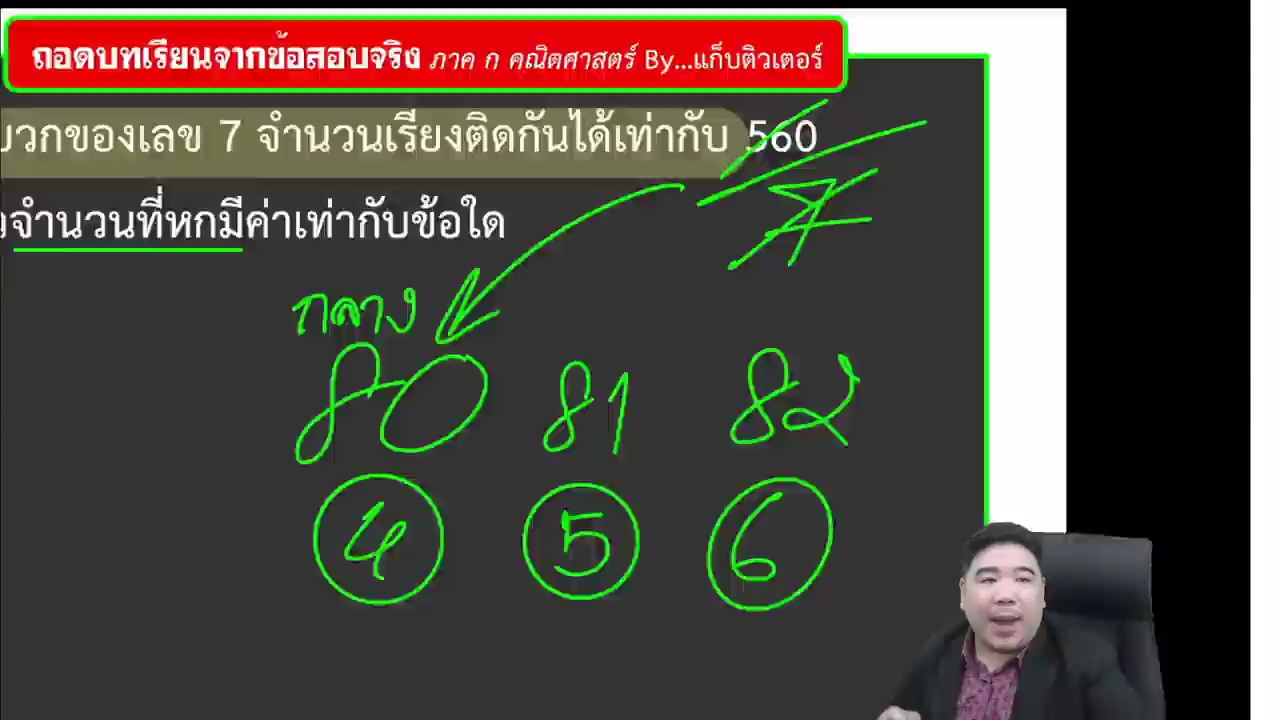 ถอดบทเรียนจากข้อสอบจริง ภาค ก คณิตศาสตร์ By...แก็บติวเตอร์
บวกของเลข 7 จำนวนเรียงติดกันได้เท่ากับ 560
จำนวนที่หกมีค่าเท่ากับข้อใด
7
กลาง
80 81 82
4 5 6